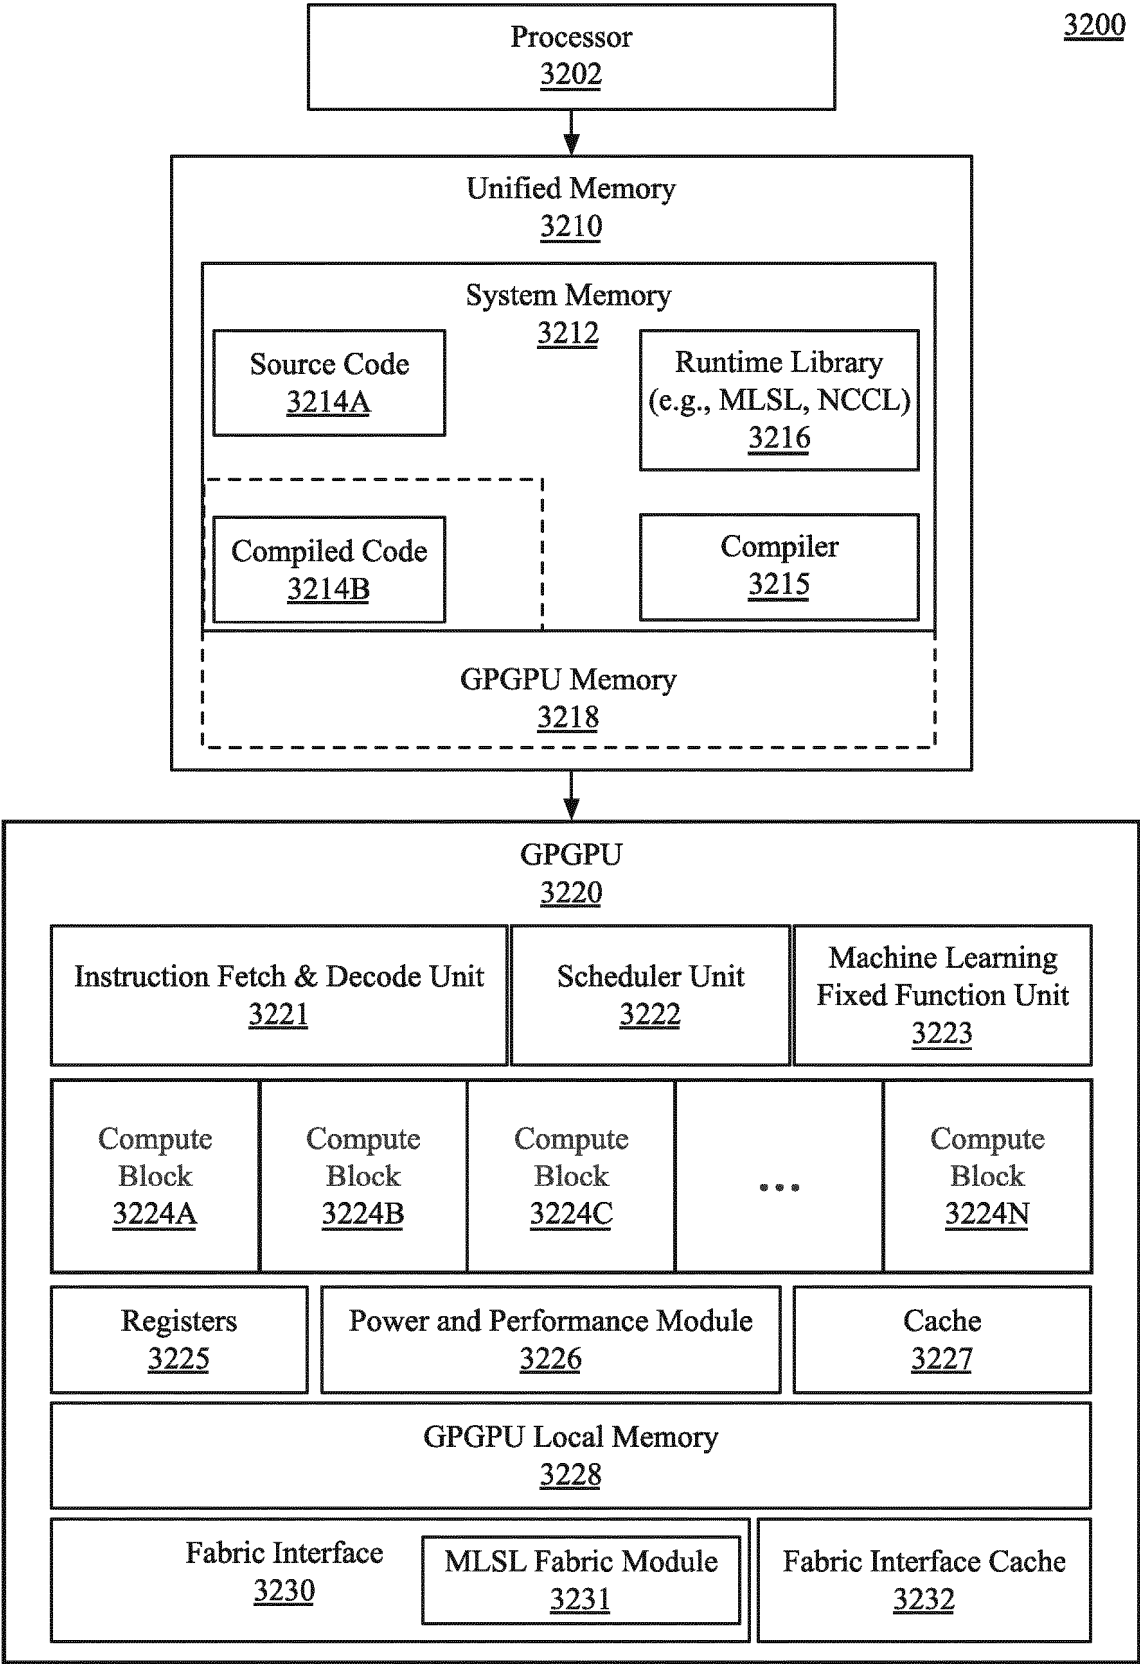 3200
Processor
3202
Unified Memory
3210
System Memory
3212
Source Code
3214A
Runtime Library
(e.g., MLSL, NCCL)
3216
Compiled Code
3214B
Compiler
3215
GPGPU Memory
3218
GPGPU
3220
Instruction Fetch & Decode Unit
3221
Scheduler Unit
3222
Machine Learning
Fixed Function Unit
3223
Compute
Block
3224A
Compute
Block
3224B
Compute
Block
3224C
...
Compute
Block
3224N
Registers
3225
Power and Performance Module
3226
Cache
3227
GPGPU Local Memory
3228
Fabric Interface
3230
MLSL Fabric Module
3231
Fabric Interface Cache
3232